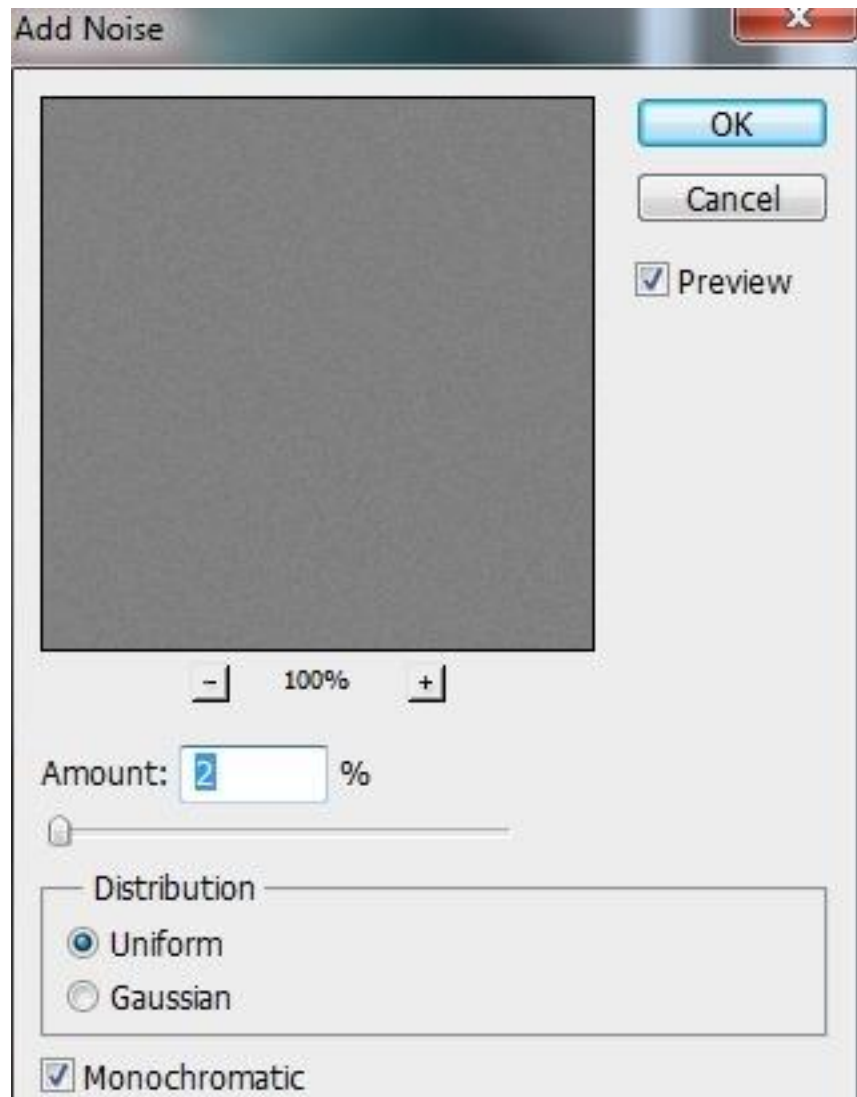 Add Noise
OK
Cancel
Preview
- 100% +
Amount: 2 %
Distribution
Uniform
Gaussian
Monochromatic